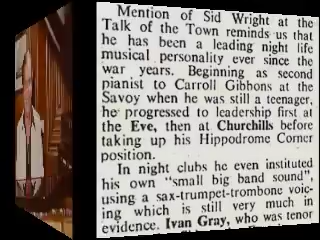 Mention of Sid Wright at the
Talk of the Town reminds us that
he has been a leading night life
musical personality ever since the
war years. Beginning as second
pianist to Carroll Gibbons at the
Savoy when he was still a teenager,
he progressed to leadership first at
the Eve, then at Churchills before
taking up his Hippodrome Corner
position.
In night clubs he even instituted
his own "small big band sound",
using a sax-trumpet-trombone voic-
ing which is still very much in
evidence. Ivan Gray, who was tenor